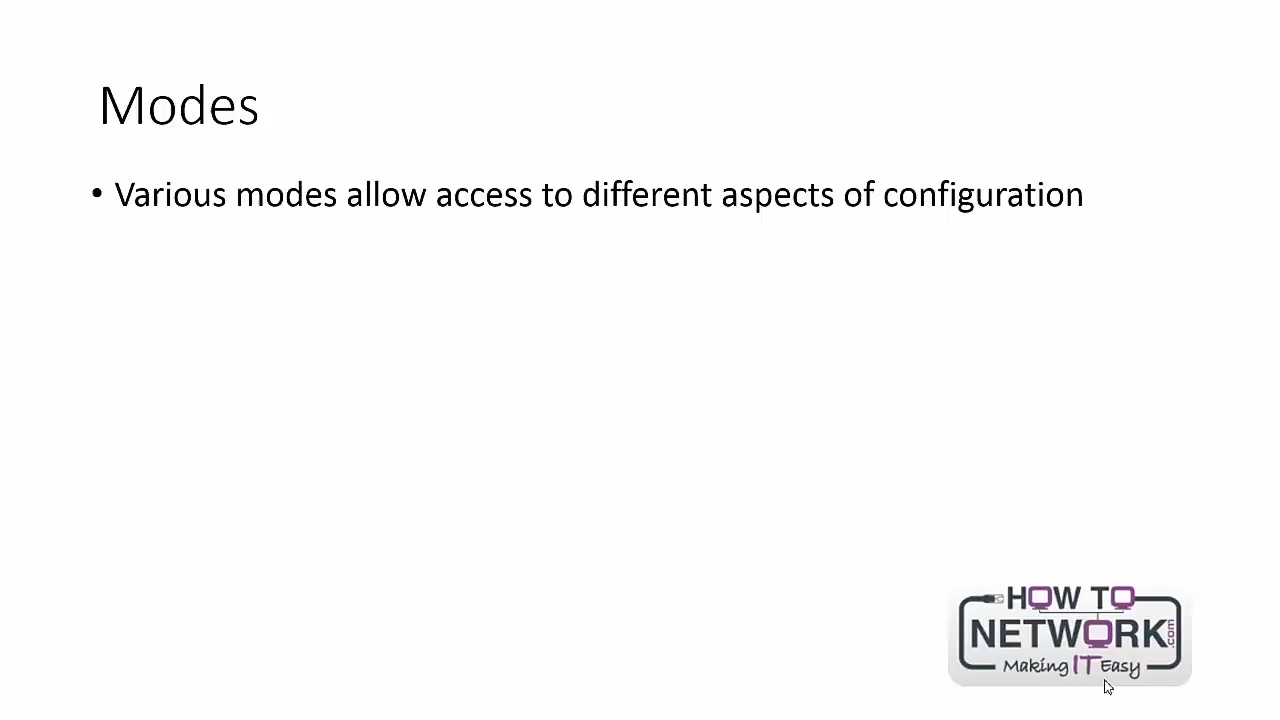 Modes
• Various modes allow access to different aspects of configuration
HOW TO
NETWORK.com
Making IT Easy